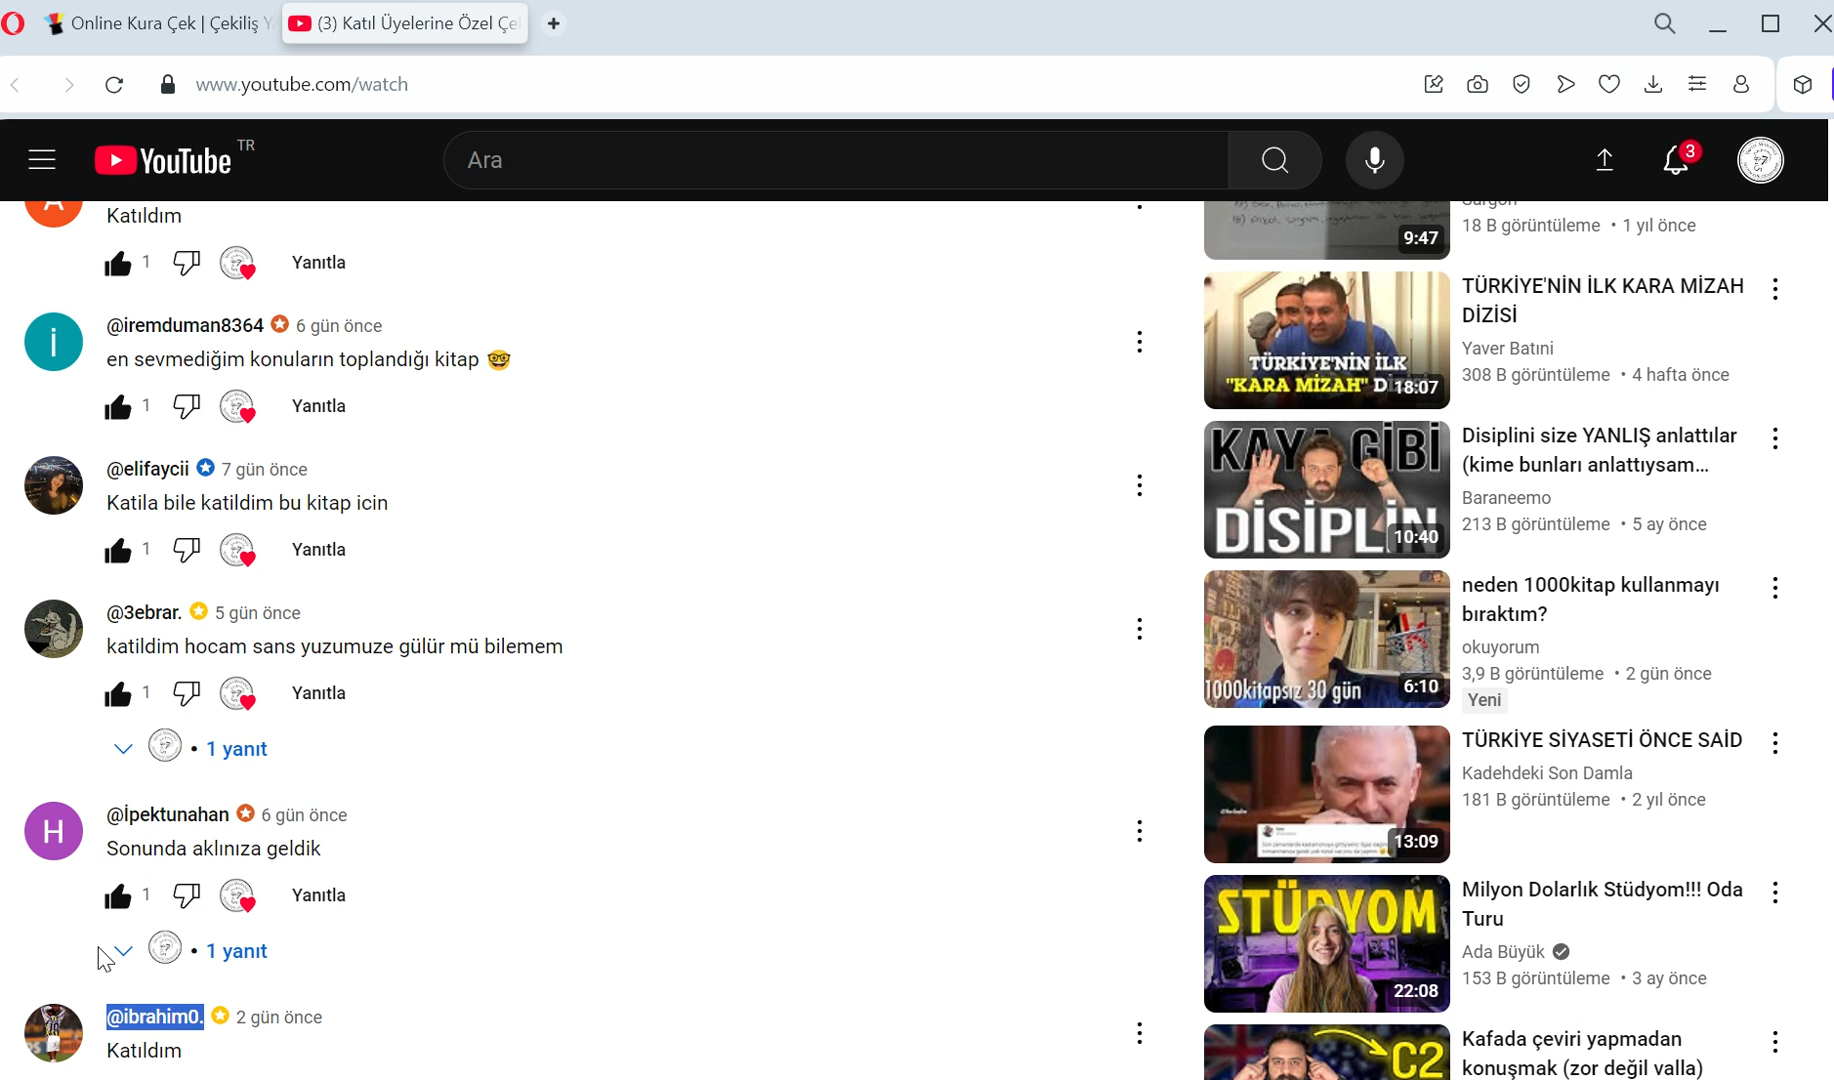 Online Kura Çek | Çekiliş Y
(3) Katıl Üyelerine Özel Çel
www.youtube.com/watch
YouTube TR
Ara
3
A
Katıldım
1
Yanıtla
@iremduman8364 6 gün önce
en sevmediğim konuların toplandığı kitap 🤓
1
Yanıtla
@elifaycii 7 gün önce
Katila bile katildim bu kitap icin
1
Yanıtla
@3ebrar. 5 gün önce
katildim hocam sans yuzumuze gülür mü bilemem
1
Yanıtla
• 1 yanıt
H
@İpektunahan 6 gün önce
Sonunda aklınıza geldik
1
Yanıtla
• 1 yanıt
@ibrahim0. 2 gün önce
Katıldım
İ
9:47
18 B görüntüleme • 1 yıl önce
TÜRKİYE'NİN İLK
"KARA MİZAH" D
18:07
TÜRKİYE'NİN İLK KARA MİZAH
DİZİSİ
Yaver Batıni
308 B görüntüleme • 4 hafta önce
KAYA GİBİ
DİSİPLİN
10:40
Disiplini size YANLIŞ anlattılar
(kime bunları anlattıysam...
Baraneemo
213 B görüntüleme • 5 ay önce
1000kitapsız 30 gün
6:10
neden 1000kitap kullanmayı
bıraktım?
okuyorum
3,9 B görüntüleme • 2 gün önce
Yeni
13:09
TÜRKİYE SİYASETİ ÖNCE SAİD
Kadehdeki Son Damla
181 B görüntüleme • 2 yıl önce
STÜDYOM
22:08
Milyon Dolarlık Stüdyom!!! Oda
Turu
Ada Büyük
153 B görüntüleme • 3 ay önce
C2
Kafada çeviri yapmadan
konuşmak (zor değil valla)